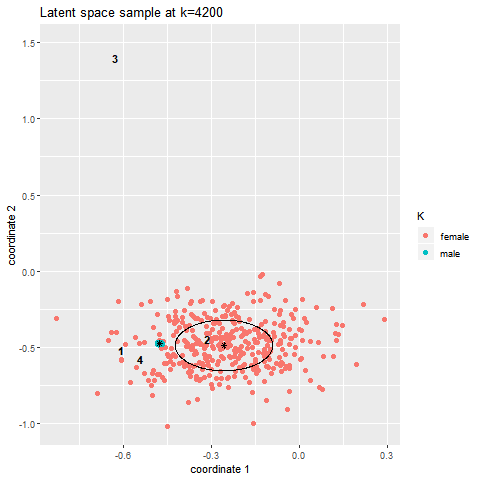 Latent space sample at k=4200
1.5
1.0
0.5
0.0
-0.5
-1.0
coordinate 2
3
2
1
4
*
*
-0.6
-0.3
0.0
0.3
coordinate 1
K
female
male